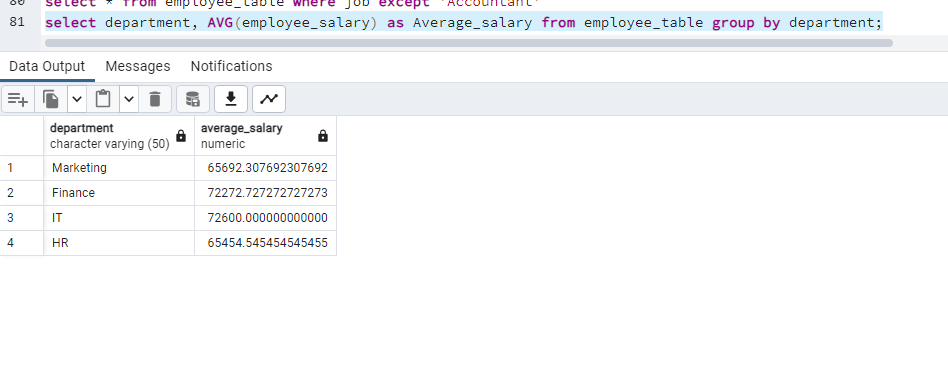 80 select * from employee_table where job except 'Accountant'
81 select department, AVG(employee_salary) as Average_salary from employee_table group by department;
Data Output Messages Notifications
department average_salary
character varying (50) numeric
1 Marketing 65692.307692307692
2 Finance 72272.727272727273
3 IT 72600.000000000000
4 HR 65454.545454545455